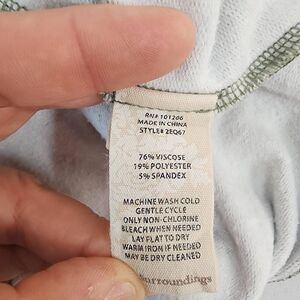 RN# 101206
MADE IN CHINA
STYLE# 2EQ67
76% VISCOSE
19% POLYESTER
5% SPANDEX
MACHINE WASH COLD
GENTLE CYCLE
ONLY NON-CHLORINE
BLEACH WHEN NEEDED
LAY FLAT TO DRY
WARM IRON IF NEEDED
MAY BE DRY CLEANED
surroundings